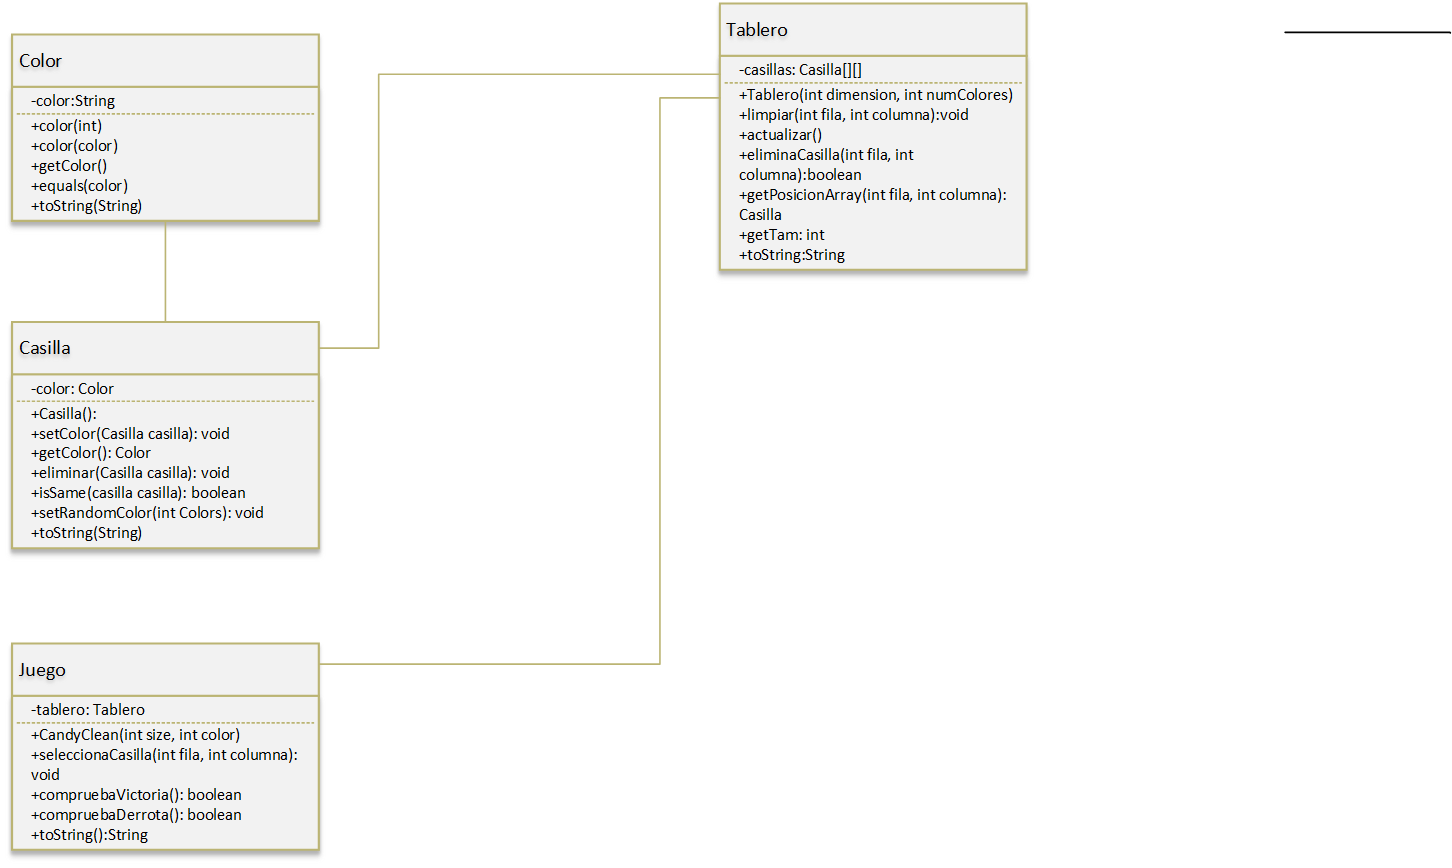 Color
-color:String
+color(int)
+color(color)
+getColor()
+equals(color)
+toString(String)
Casilla
-color: Color
+Casilla():
+setColor(Casilla casilla): void
+getColor(): Color
+eliminar(Casilla casilla): void
+isSame(casilla casilla): boolean
+setRandomColor(int Colors): void
+toString(String)
Juego
-tablero: Tablero
+CandyClean(int size, int color)
+seleccionaCasilla(int fila, int columna):
void
+compruebaVictoria(): boolean
+compruebaDerrota(): boolean
+toString():String
Tablero
-casillas: Casilla[][]
+Tablero(int dimension, int numColores)
+limpiar(int fila, int columna):void
+actualizar()
+eliminaCasilla(int fila, int
columna):boolean
+getPosicionArray(int fila, int columna):
Casilla
+getTam: int
+toString:String